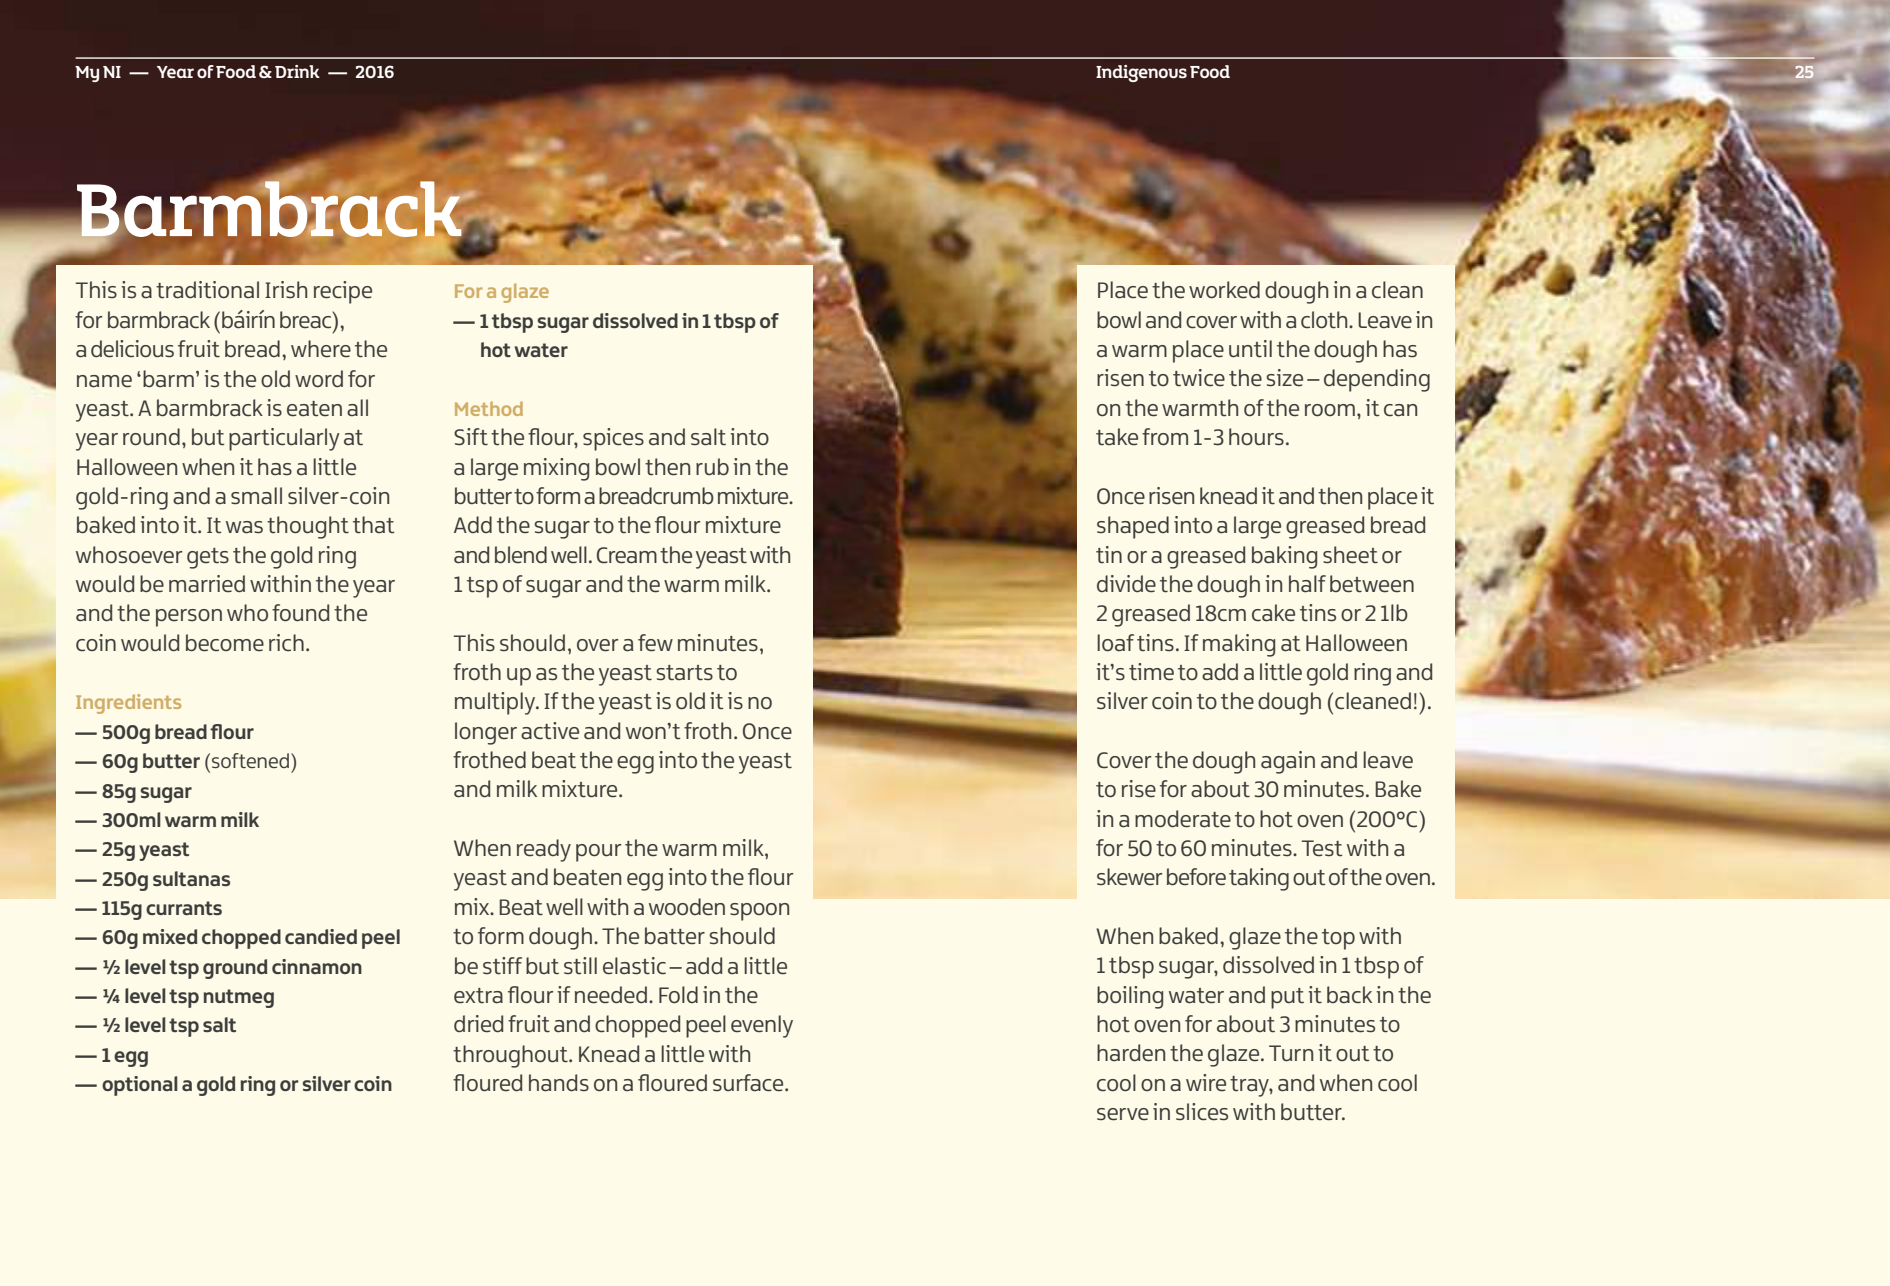 My NI — Year of Food & Drink — 2016
Indigenous Food
25
Barmbrack
This is a traditional Irish recipe
for barmbrack (báirín breac),
a delicious fruit bread, where the
name ‘barm’ is the old word for
yeast. A barmbrack is eaten all
year round, but particularly at
Halloween when it has a little
gold-ring and a small silver-coin
baked into it. It was thought that
whosoever gets the gold ring
would be married within the year
and the person who found the
coin would become rich.
Ingredients
— 500g bread flour
— 60g butter (softened)
— 85g sugar
— 300ml warm milk
— 25g yeast
— 250g sultanas
— 115g currants
— 60g mixed chopped candied peel
— ½ level tsp ground cinnamon
— ¼ level tsp nutmeg
— ½ level tsp salt
— 1 egg
— optional a gold ring or silver coin
For a glaze
— 1 tbsp sugar dissolved in 1 tbsp of
hot water
Method
Sift the flour, spices and salt into
a large mixing bowl then rub in the
butter to form a breadcrumb mixture.
Add the sugar to the flour mixture
and blend well. Cream the yeast with
1 tsp of sugar and the warm milk.
This should, over a few minutes,
froth up as the yeast starts to
multiply. If the yeast is old it is no
longer active and won’t froth. Once
frothed beat the egg into the yeast
and milk mixture.
When ready pour the warm milk,
yeast and beaten egg into the flour
mix. Beat well with a wooden spoon
to form dough. The batter should
be stiff but still elastic – add a little
extra flour if needed. Fold in the
dried fruit and chopped peel evenly
throughout. Knead a little with
floured hands on a floured surface.
Place the worked dough in a clean
bowl and cover with a cloth. Leave in
a warm place until the dough has
risen to twice the size – depending
on the warmth of the room, it can
take from 1-3 hours.
Once risen knead it and then place it
shaped into a large greased bread
tin or a greased baking sheet or
divide the dough in half between
2 greased 18cm cake tins or 2 1lb
loaf tins. If making at Halloween
it’s time to add a little gold ring and
silver coin to the dough (cleaned!).
Cover the dough again and leave
to rise for about 30 minutes. Bake
in a moderate to hot oven (200°C)
for 50 to 60 minutes. Test with a
skewer before taking out of the oven.
When baked, glaze the top with
1 tbsp sugar, dissolved in 1 tbsp of
boiling water and put it back in the
hot oven for about 3 minutes to
harden the glaze. Turn it out to
cool on a wire tray, and when cool
serve in slices with butter.